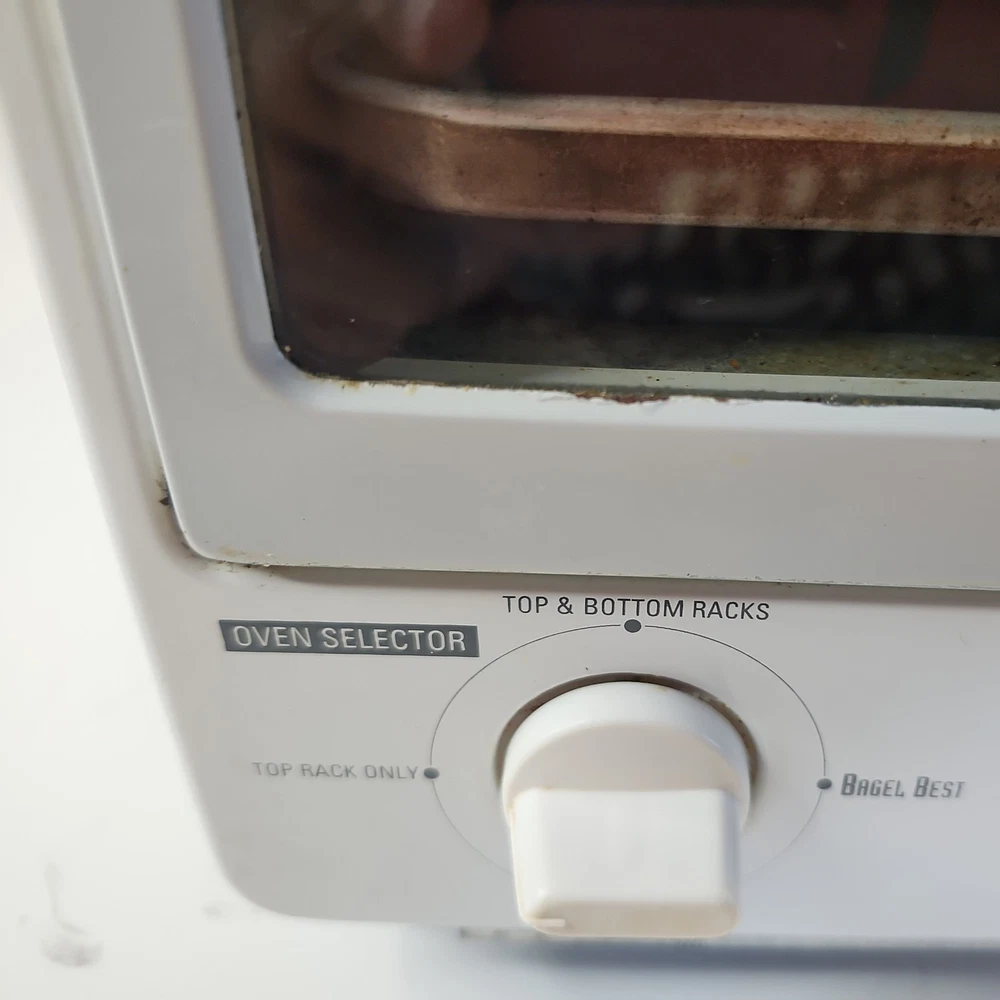 TOP & BOTTOM RACKS
OVEN SELECTOR
TOP RACK ONLY
BAGEL BEST